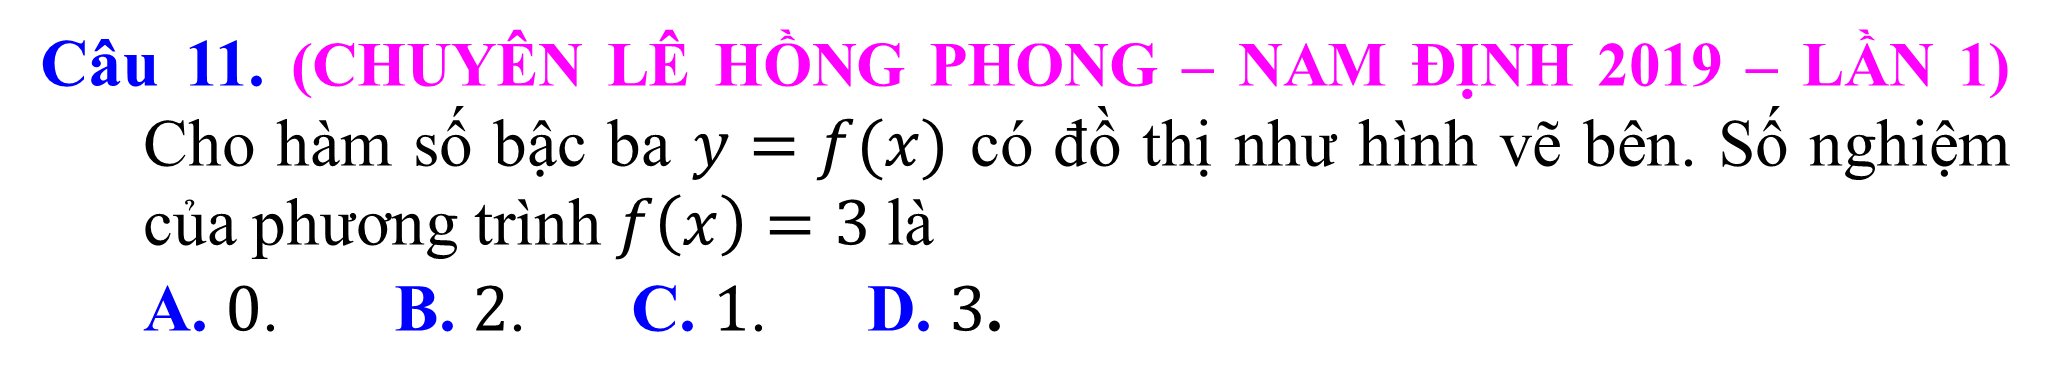 Câu 11. (CHUYÊN LÊ HỒNG PHONG – NAM ĐỊNH 2019 – LẦN 1)
Cho hàm số bậc ba y = f(x) có đồ thị như hình vẽ bên. Số nghiệm
của phương trình f(x) = 3 là
A. 0. B. 2. C. 1. D. 3.